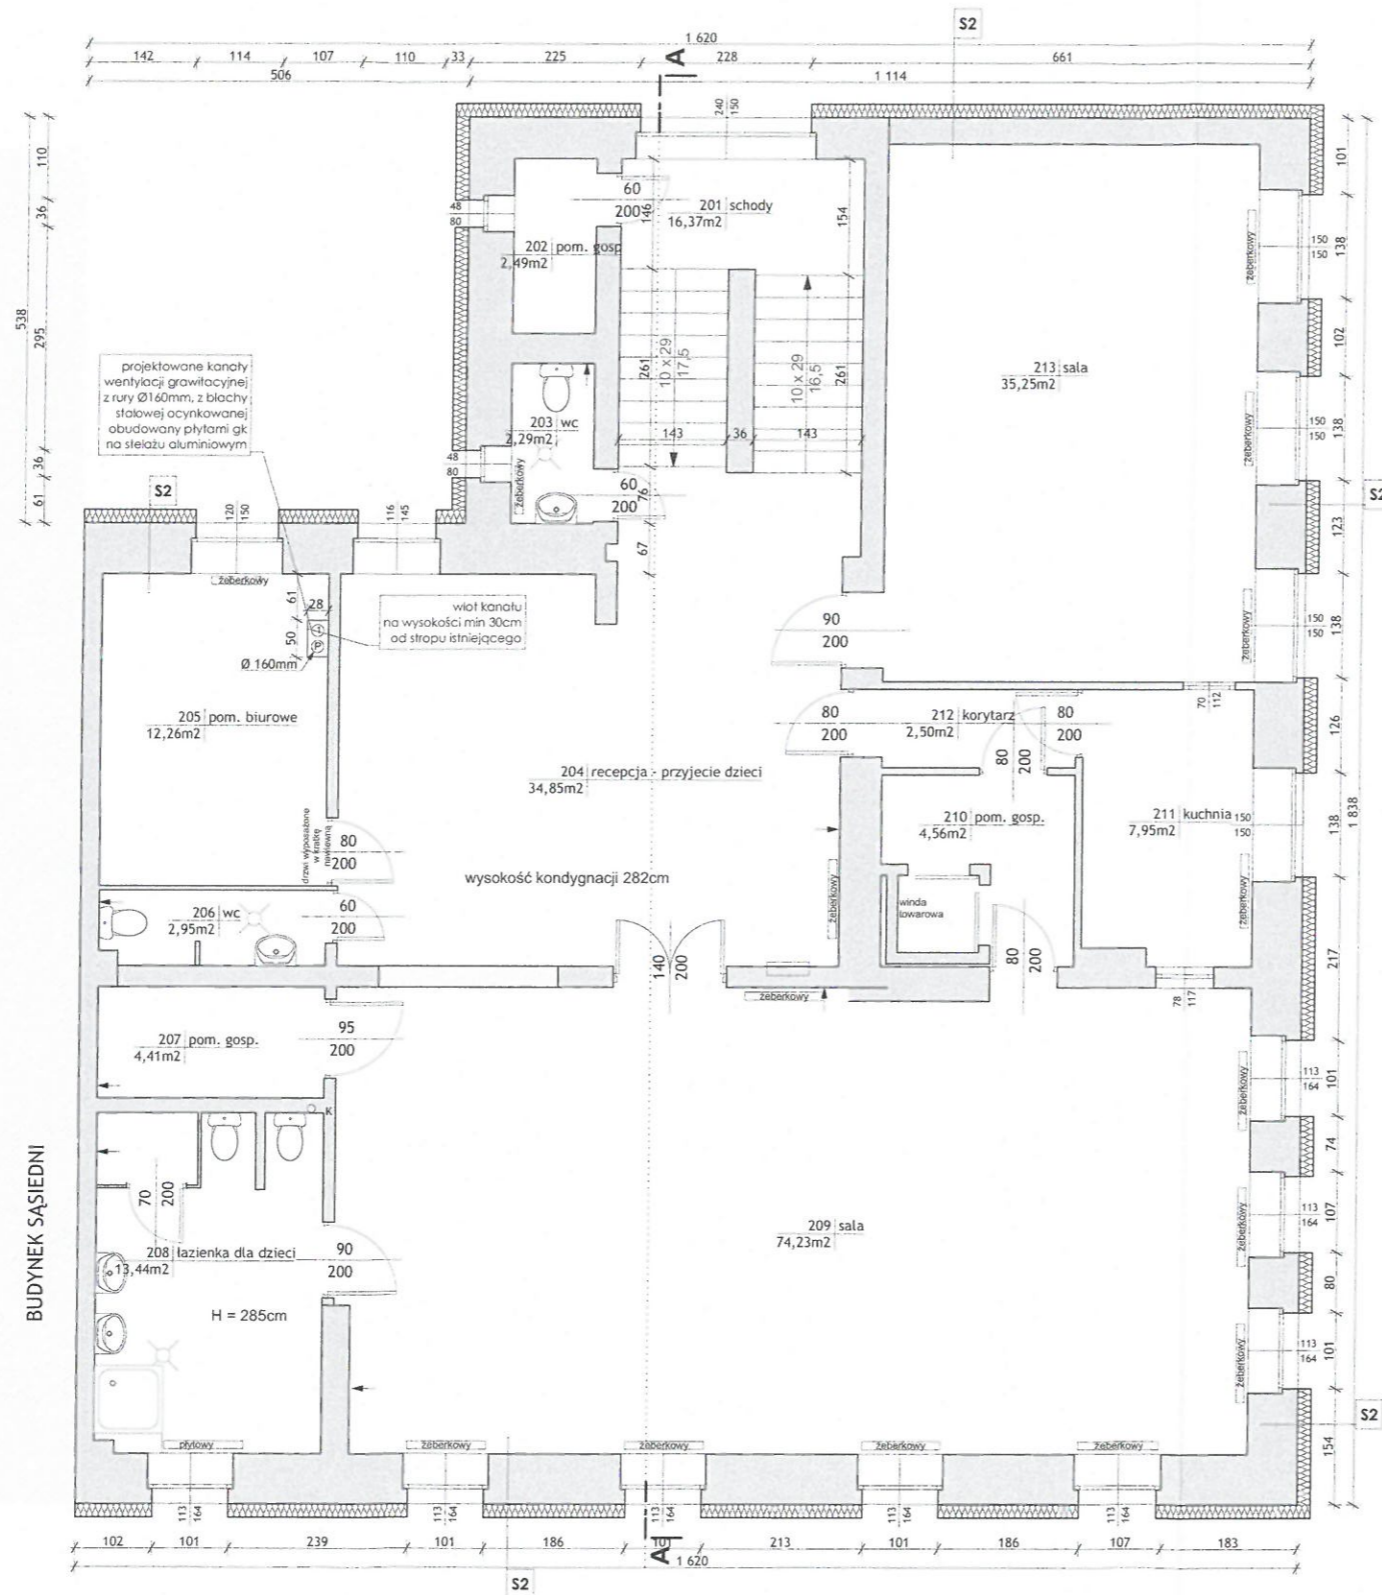 S2
1 620
142 114 107 110 33 225 228 661
506 1 114
A
240
150
110
36
295
36
61
538
101
138
102
138
123
138
126
138
217
101
74
107
80
101
154
1 838
60
200
146
201 schody
16,37m2
154
48
80
202 pom. gosp
2,49m2
żeberkowy
150
150
projektowane kanały
wentylacji grawitacyjnej
z rury Ø160mm, z blachy
stalowej ocynkowanej
obudowany płytami gk
na stelażu aluminiowym
261
10 x 29
17,5
10 x 29
16,5
261
213 sala
35,25m2
203 wc
2,29m2
143 36 143
żeberkowy
150
150
48
80
żeberkowy
60
200
76
67
S2
S2
120
150
116
145
żeberkowy
61
28
50
Ø 160mm
wlot kanału
na wysokości min 30cm
od stropu istniejącego
90
200
żeberkowy
150
150
205 pom. biurowe
12,26m2
80
200
212 korytarz
2,50m2
80
200
70
112
80
200
204 recepcja - przyjecie dzieci
34,85m2
210 pom. gosp.
4,56m2
211 kuchnia
7,95m2
150
150
drzwi wyposażone
w kratkę
nawiewną
80
200
wysokość kondygnacji 282cm
żeberkowy
winda
towarowa
żeberkowy
206 wc
2,95m2
60
200
140
200
80
200
żeberkowy
78
117
207 pom. gosp.
4,41m2
95
200
żeberkowy
113
164
K
BUDYNEK SĄSIEDNI
70
200
209 sala
74,23m2
żeberkowy
113
164
208 łazienka dla dzieci
13,44m2
90
200
H = 285cm
żeberkowy
113
164
S2
płytowy
żeberkowy
żeberkowy
żeberkowy
żeberkowy
113
164
113
164
113
164
113
164
113
164
A
102 101 239 101 186 213 101 186 107 183
1 620
S2